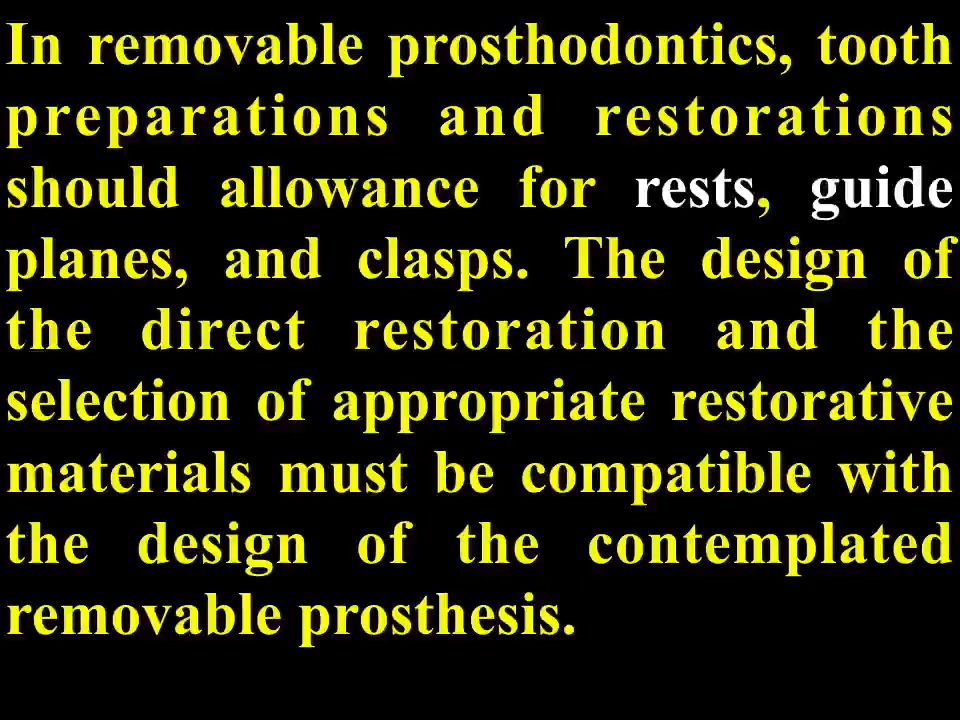 In removable prosthodontics, tooth
preparations and restorations
should allowance for rests, guide
planes, and clasps. The design of
the direct restoration and the
selection of appropriate restorative
materials must be compatible with
the design of the contemplated
removable prosthesis.